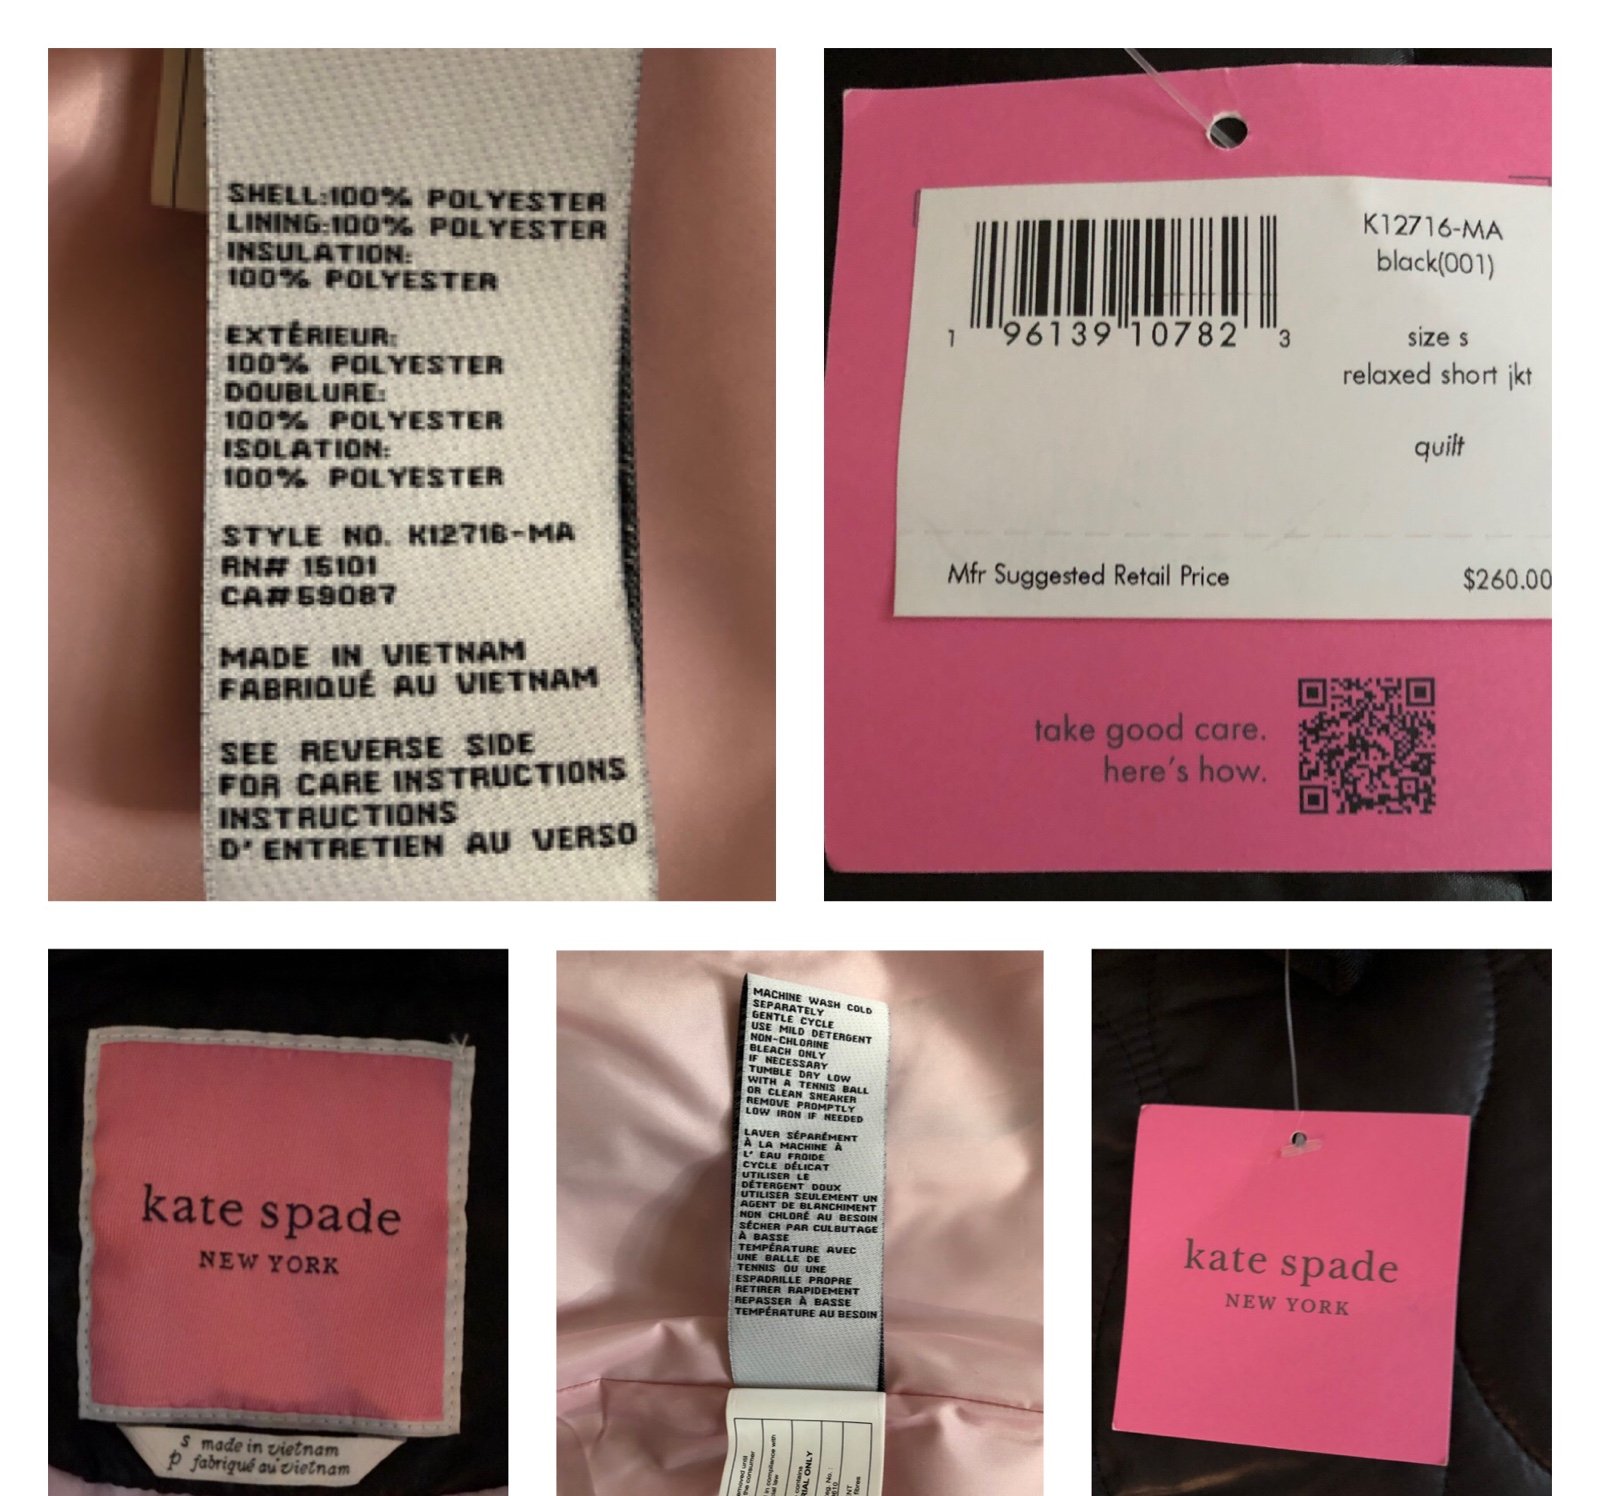 SHELL:100% POLYESTER
LINING:100% POLYESTER
INSULATION:
100% POLYESTER
EXTÉRIEUR:
100% POLYESTER
DOUBLURE:
100% POLYESTER
ISOLATION:
100% POLYESTER
STYLE NO. K12716-MA
RN# 15101
CA# 59087
MADE IN VIETNAM
FABRIQUÉ AU VIETNAM
SEE REVERSE SIDE
FOR CARE INSTRUCTIONS
INSTRUCTIONS
D'ENTRETIEN AU VERSO
K12716-MA
black(001)
1 96139 10782 3
size s
relaxed short jkt
quilt
Mfr Suggested Retail Price $260.00
take good care.
here's how.
kate spade
NEW YORK
s made in vietnam
p fabriqué au vietnam
MACHINE WASH COLD
SEPARATELY
GENTLE CYCLE
USE MILD DETERGENT
NON-CHLORINE
BLEACH ONLY
IF NECESSARY
TUMBLE DRY LOW
WITH A TENNIS BALL
OR CLEAN SNEAKER
REMOVE PROMPTLY
LOW IRON IF NEEDED
LAVER SÉPARÉMENT
À LA MACHINE À
L' EAU FROIDE
CYCLE DÉLICAT
UTILISER LE
DÉTERGENT DOUX
UTILISER SEULEMENT UN
AGENT DE BLANCHIMENT
NON CHLORÉ AU BESOIN
SÉCHER PAR CULBUTAGE
À BASSE
TEMPÉRATURE AVEC
UNE BALLE DE
TENNIS OU UNE
ESPADRILLE PROPRE
RETIRER RAPIDEMENT
REPASSER À BASSE
TEMPÉRATURE AU BESOIN
the consumer
in compliance with
contains
kate spade
NEW YORK